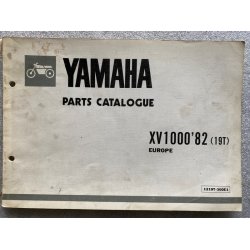 YAMAHA
PARTS CATALOGUE
XV1000'82 (19T)
EUROPE